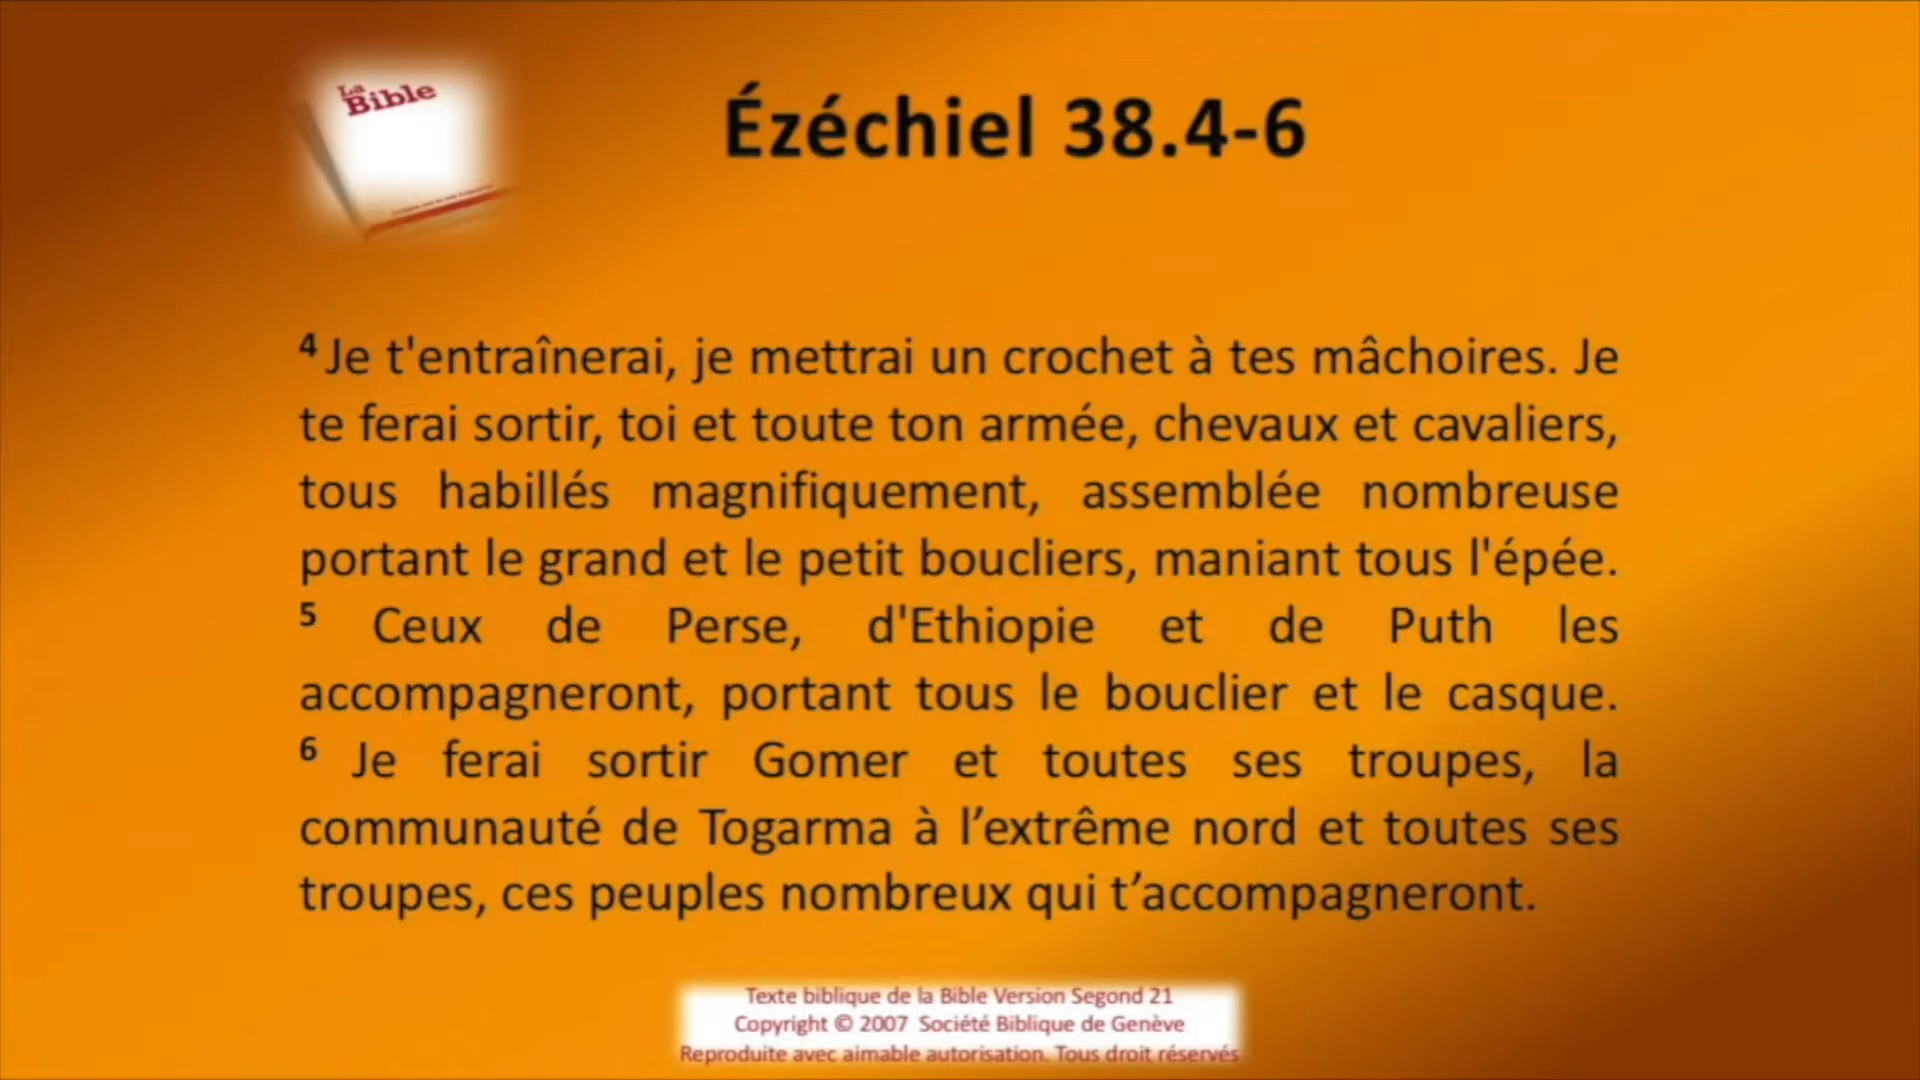 La
Bible
Ézéchiel 38.4-6
4 Je t'entraînerai, je mettrai un crochet à tes mâchoires. Je
te ferai sortir, toi et toute ton armée, chevaux et cavaliers,
tous habillés magnifiquement, assemblée nombreuse
portant le grand et le petit boucliers, maniant tous l'épée.
5 Ceux de Perse, d'Ethiopie et de Puth les
accompagneront, portant tous le bouclier et le casque.
6 Je ferai sortir Gomer et toutes ses troupes, la
communauté de Togarma à l’extrême nord et toutes ses
troupes, ces peuples nombreux qui t’accompagneront.
Texte biblique de la Bible Version Segond 21
Copyright © 2007 Société Biblique de Genève
Reproduite avec aimable autorisation. Tous droit réservés